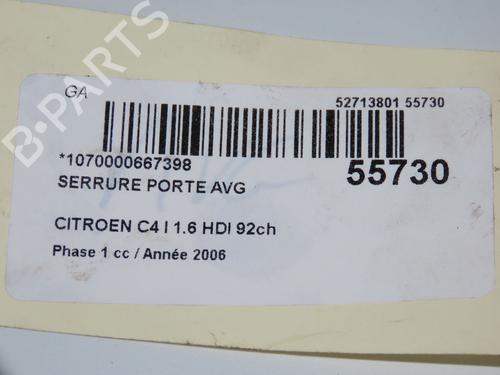 B-PARTS
GA
52713801 55730
*1070000667398
55730
SERRURE PORTE AVG
CITROEN C4 I 1.6 HDI 92ch
Phase 1 cc / Année 2006